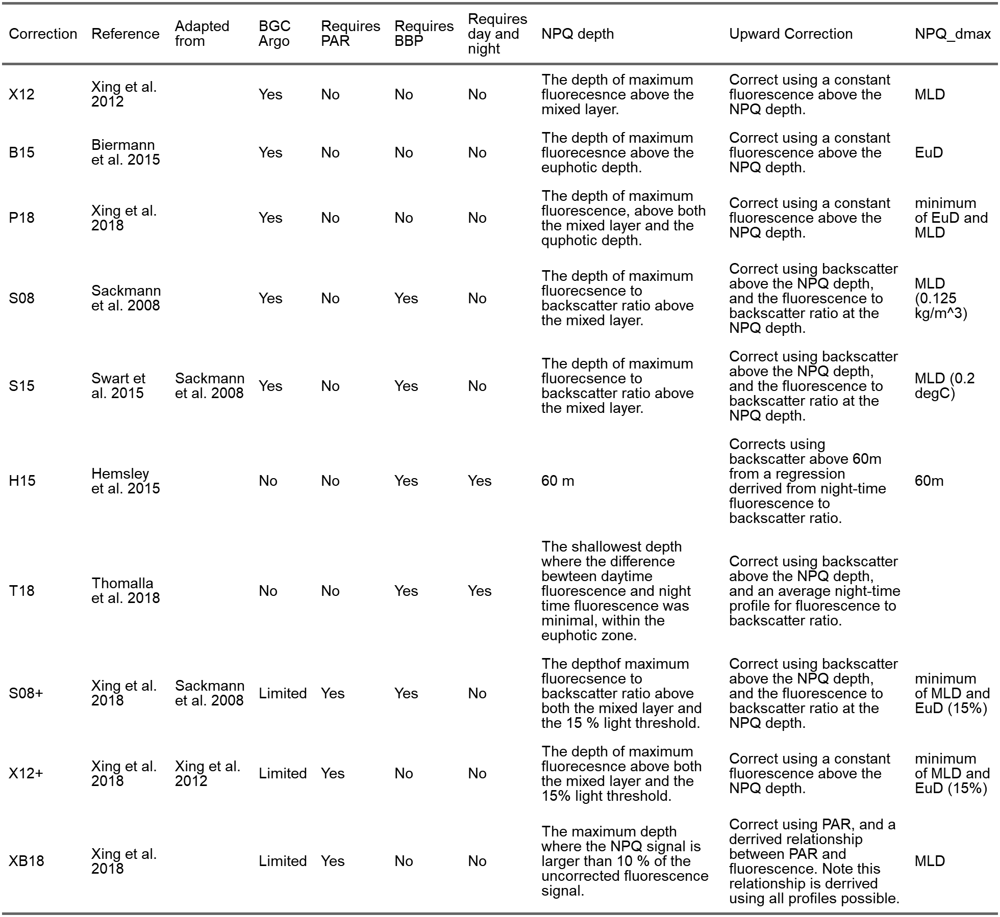 Correction
Reference
Adapted
from
BGC
Argo
Requires
PAR
Requires
BBP
Requires
day and
night
NPQ depth
Upward Correction
NPQ_dmax
X12
Xing et al.
2012
Yes
No
No
No
The depth of maximum
fluorecesnce above the
mixed layer.
Correct using a constant
fluorescence above the
NPQ depth.
MLD
B15
Biermann
et al. 2015
Yes
No
No
No
The depth of maximum
fluorecesnce above the
euphotic depth.
Correct using a constant
fluorescence above the
NPQ depth.
EuD
P18
Xing et al.
2018
Yes
No
No
No
The depth of maximum
fluorescence, above both
the mixed layer and the
quphotic depth.
Correct using a constant
fluorescence above the
NPQ depth.
minimum
of EuD and
MLD
S08
Sackmann
et al. 2008
Yes
No
Yes
No
The depth of maximum
fluorecsence to
backscatter ratio above
the mixed layer.
Correct using backscatter
above the NPQ depth,
and the fluorescence to
backscatter ratio at the
NPQ depth.
MLD
(0.125
kg/m^3)
S15
Swart et
al. 2015
Sackmann
et al. 2008
Yes
No
Yes
No
The depth of maximum
fluorecsence to
backscatter ratio above
the mixed layer.
Correct using backscatter
above the NPQ depth,
and the fluorescence to
backscatter ratio at the
NPQ depth.
MLD (0.2
degC)
H15
Hemsley
et al. 2015
No
No
Yes
Yes
60 m
Corrects using
backscatter above 60m
from a regression
derrived from night-time
fluorescence to
backscatter ratio.
60m
T18
Thomalla
et al. 2018
No
No
Yes
Yes
The shallowest depth
where the difference
bewteen daytime
fluorescence and night
time fluorescence was
minimal, within the
euphotic zone.
Correct using backscatter
above the NPQ depth,
and an average night-time
profile for fluorescence to
backscatter ratio.
S08+
Xing et al.
2018
Sackmann
et al. 2008
Limited
Yes
Yes
No
The depthof maximum
fluorecsence to
backscatter ratio above
both the mixed layer and
the 15 % light threshold.
Correct using backscatter
above the NPQ depth,
and the fluorescence to
backscatter ratio at the
NPQ depth.
minimum
of MLD and
EuD (15%)
X12+
Xing et al.
2018
Xing et al.
2012
Limited
Yes
No
No
The depth of maximum
fluorecesnce above both
the mixed layer and the
15% light threshold.
Correct using a constant
fluorescence above the
NPQ depth.
minimum
of MLD and
EuD (15%)
XB18
Xing et al.
2018
Limited
Yes
No
No
The maximum depth
where the NPQ signal is
larger than 10 % of the
uncorrected fluorescence
signal.
Correct using PAR, and a
derrived relationship
between PAR and
fluorescence. Note this
relationship is derrived
using all profiles possible.
MLD